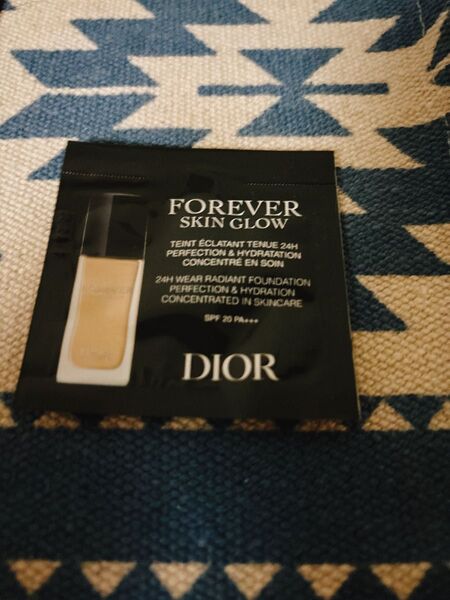 FOREVER
SKIN GLOW
TEINT ÉCLATANT TENUE 24H
PERFECTION & HYDRATATION
CONCENTRÉ EN SOIN
24H WEAR RADIANT FOUNDATION
PERFECTION & HYDRATION
CONCENTRATED IN SKINCARE
SPF 20 PA+++
DIOR